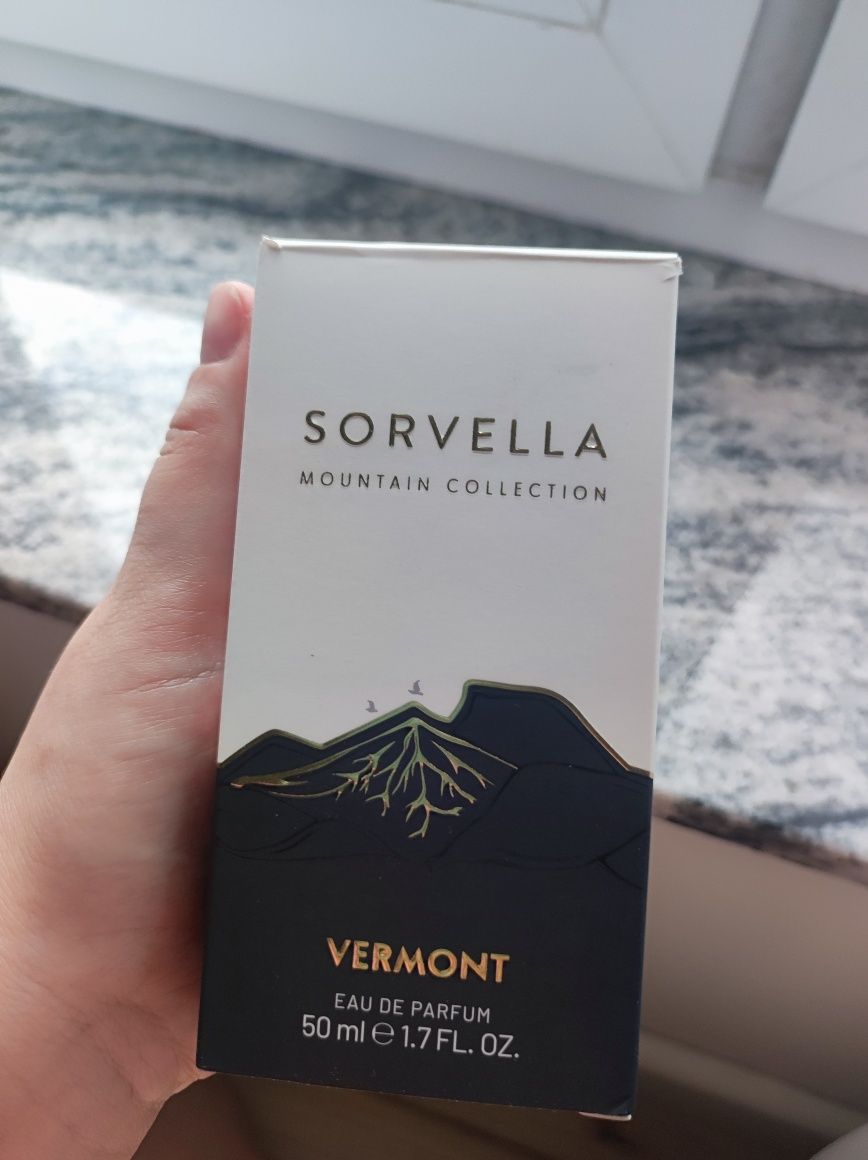 SORVELLA
MOUNTAIN COLLECTION
VERMONT
EAU DE PARFUM
50 ml ℮ 1.7 FL. OZ.